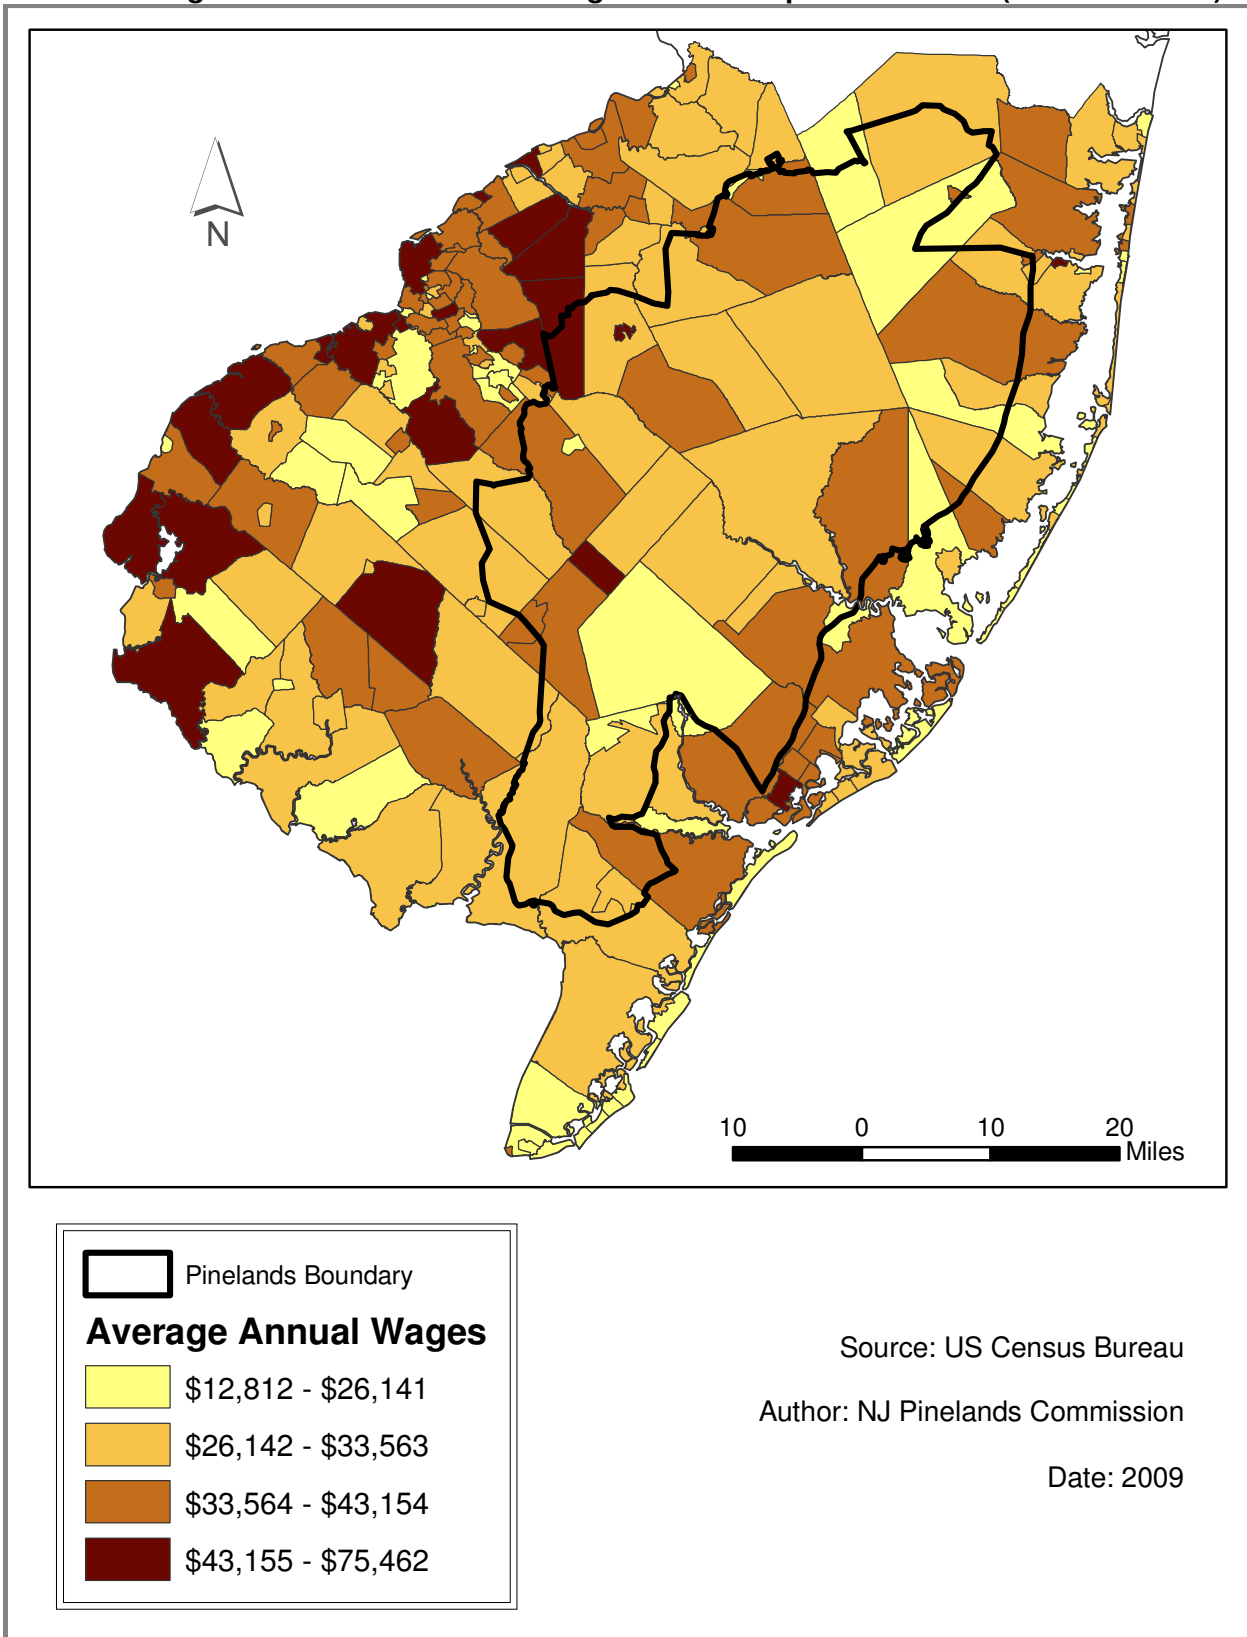 N
10 0 10 20
Miles
Pinelands Boundary
Average Annual Wages
$12,812 - $26,141
$26,142 - $33,563
$33,564 - $43,154
$43,155 - $75,462
Source: US Census Bureau
Author: NJ Pinelands Commission
Date: 2009